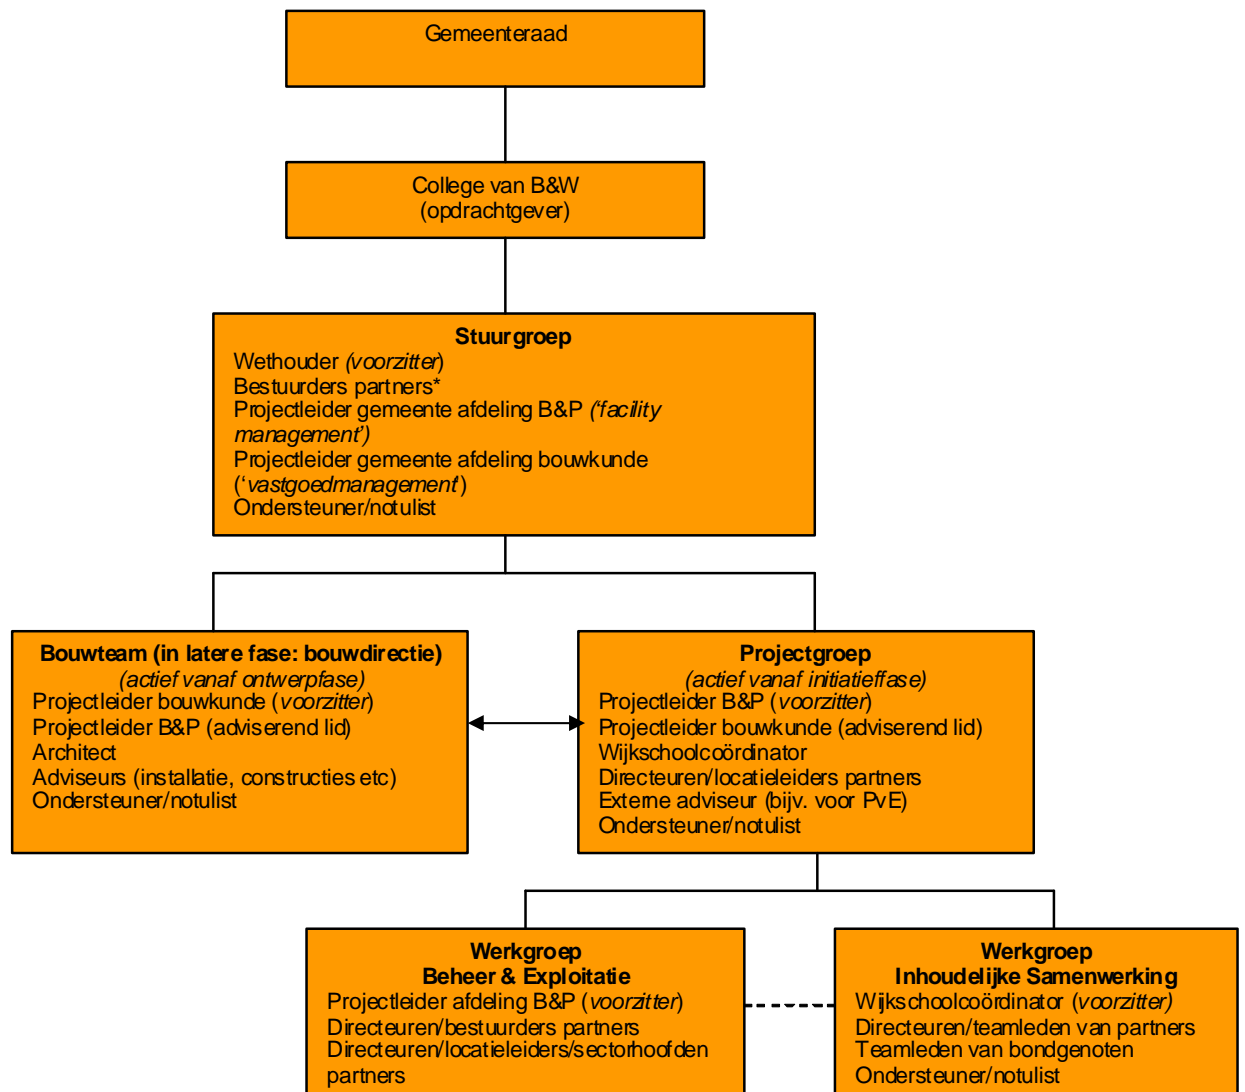 Gemeenteraad
College van B&W
(opdrachtgever)
Stuurgroep
Wethouder (voorzitter)
Bestuurders partners*
Projectleider gemeente afdeling B&P (‘facility
management’)
Projectleider gemeente afdeling bouwkunde
(‘vastgoedmanagement’)
Ondersteuner/notulist
Bouwteam (in latere fase: bouwdirectie)
(actief vanaf ontwerpfase)
Projectleider bouwkunde (voorzitter)
Projectleider B&P (adviserend lid)
Architect
Adviseurs (installatie, constructies etc)
Ondersteuner/notulist
Projectgroep
(actief vanaf initiatieffase)
Projectleider B&P (voorzitter)
Projectleider bouwkunde (adviserend lid)
Wijkschoolcoördinator
Directeuren/locatieleiders partners
Externe adviseur (bijv. voor PvE)
Ondersteuner/notulist
Werkgroep
Beheer & Exploitatie
Projectleider afdeling B&P (voorzitter)
Directeuren/bestuurders partners
Directeuren/locatieleiders/sectorhoofden
partners
Werkgroep
Inhoudelijke Samenwerking
Wijkschoolcoördinator (voorzitter)
Directeuren/teamleden van partners
Teamleden van bondgenoten
Ondersteuner/notulist